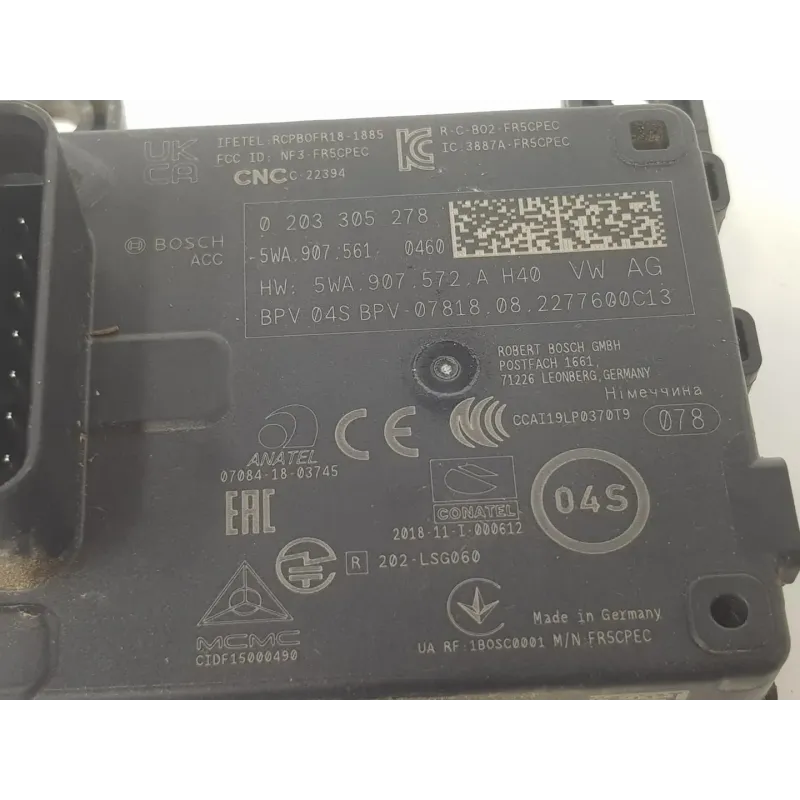 UK
CA
IFETEL: RCPBOFR18-1885
FCC ID: NF3-FR5CPEC
CNC C-22394
R-C-BO2-FR5CPEC
IC:3887A-FR5CPEC
BOSCH
ACC
0 203 305 278
5WA.907.561. 0460
HW: 5WA.907.572.A H40 VW AG
BPV 04S BPV-07818.08.2277600C13
ROBERT BOSCH GMBH
POSTFACH 1661,
71226 LEONBERG,GERMANY
Німеччина
CCAI19LP0370T9 078
ANATEL
07084-18-03745
CE
CONATEL
2018-11-I-000612
04S
EAC
R 202-LSG060
MCMC
CIDF15000490
Made in Germany
UA RF:1BOSC0001 M/N:FR5CPEC